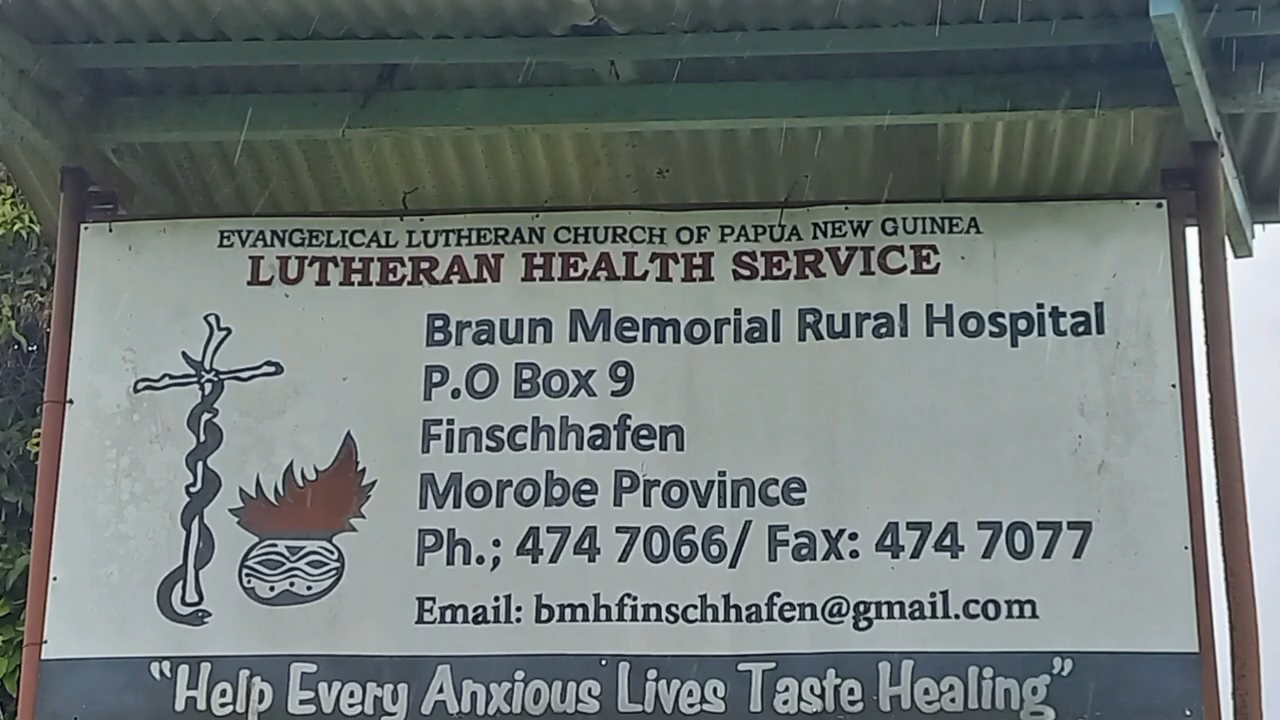 EVANGELICAL LUTHERAN CHURCH OF PAPUA NEW GUINEA
LUTHERAN HEALTH SERVICE
Braun Memorial Rural Hospital
P.O Box 9
Finschhafen
Morobe Province
Ph.; 474 7066/ Fax: 474 7077
Email: bmhfinschhafen@gmail.com
"Help Every Anxious Lives Taste Healing"